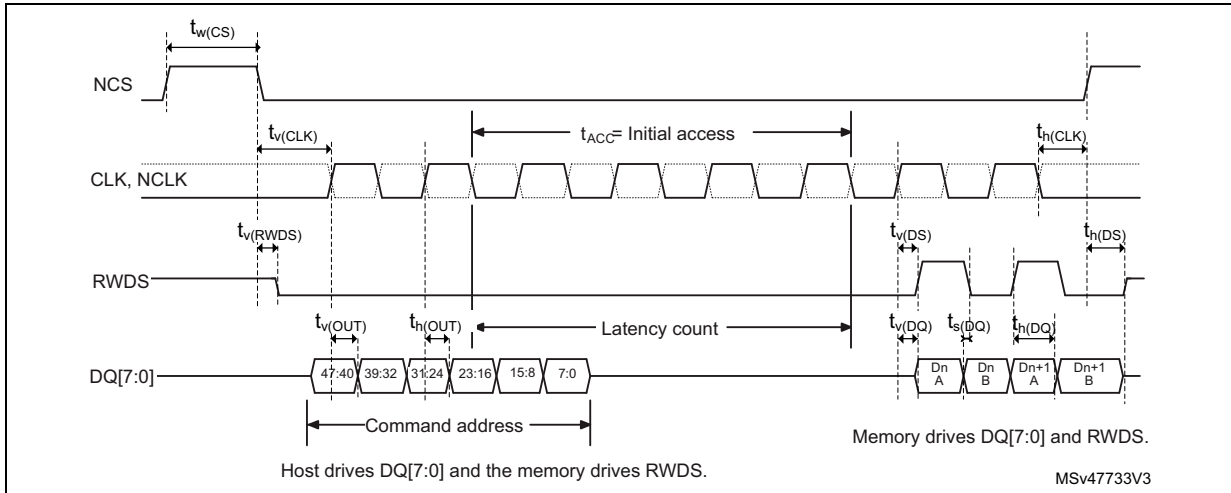 tw(CS)
NCS
tv(CLK)
tACC= Initial access
th(CLK)
CLK, NCLK
tv(RWDS)
tv(DS)
th(DS)
RWDS
tv(OUT)
th(OUT)
Latency count
tv(DQ)
ts(DQ)
th(DQ)
DQ[7:0]
47:40
39:32
31:24
23:16
15:8
7:0
Dn
A
Dn
B
Dn+1
A
Dn+1
B
Command address
Memory drives DQ[7:0] and RWDS.
Host drives DQ[7:0] and the memory drives RWDS.
MSv47733V3